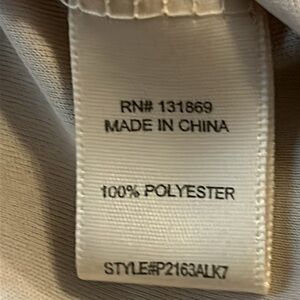 RN# 131869
MADE IN CHINA
100% POLYESTER
STYLE#P2163ALK7